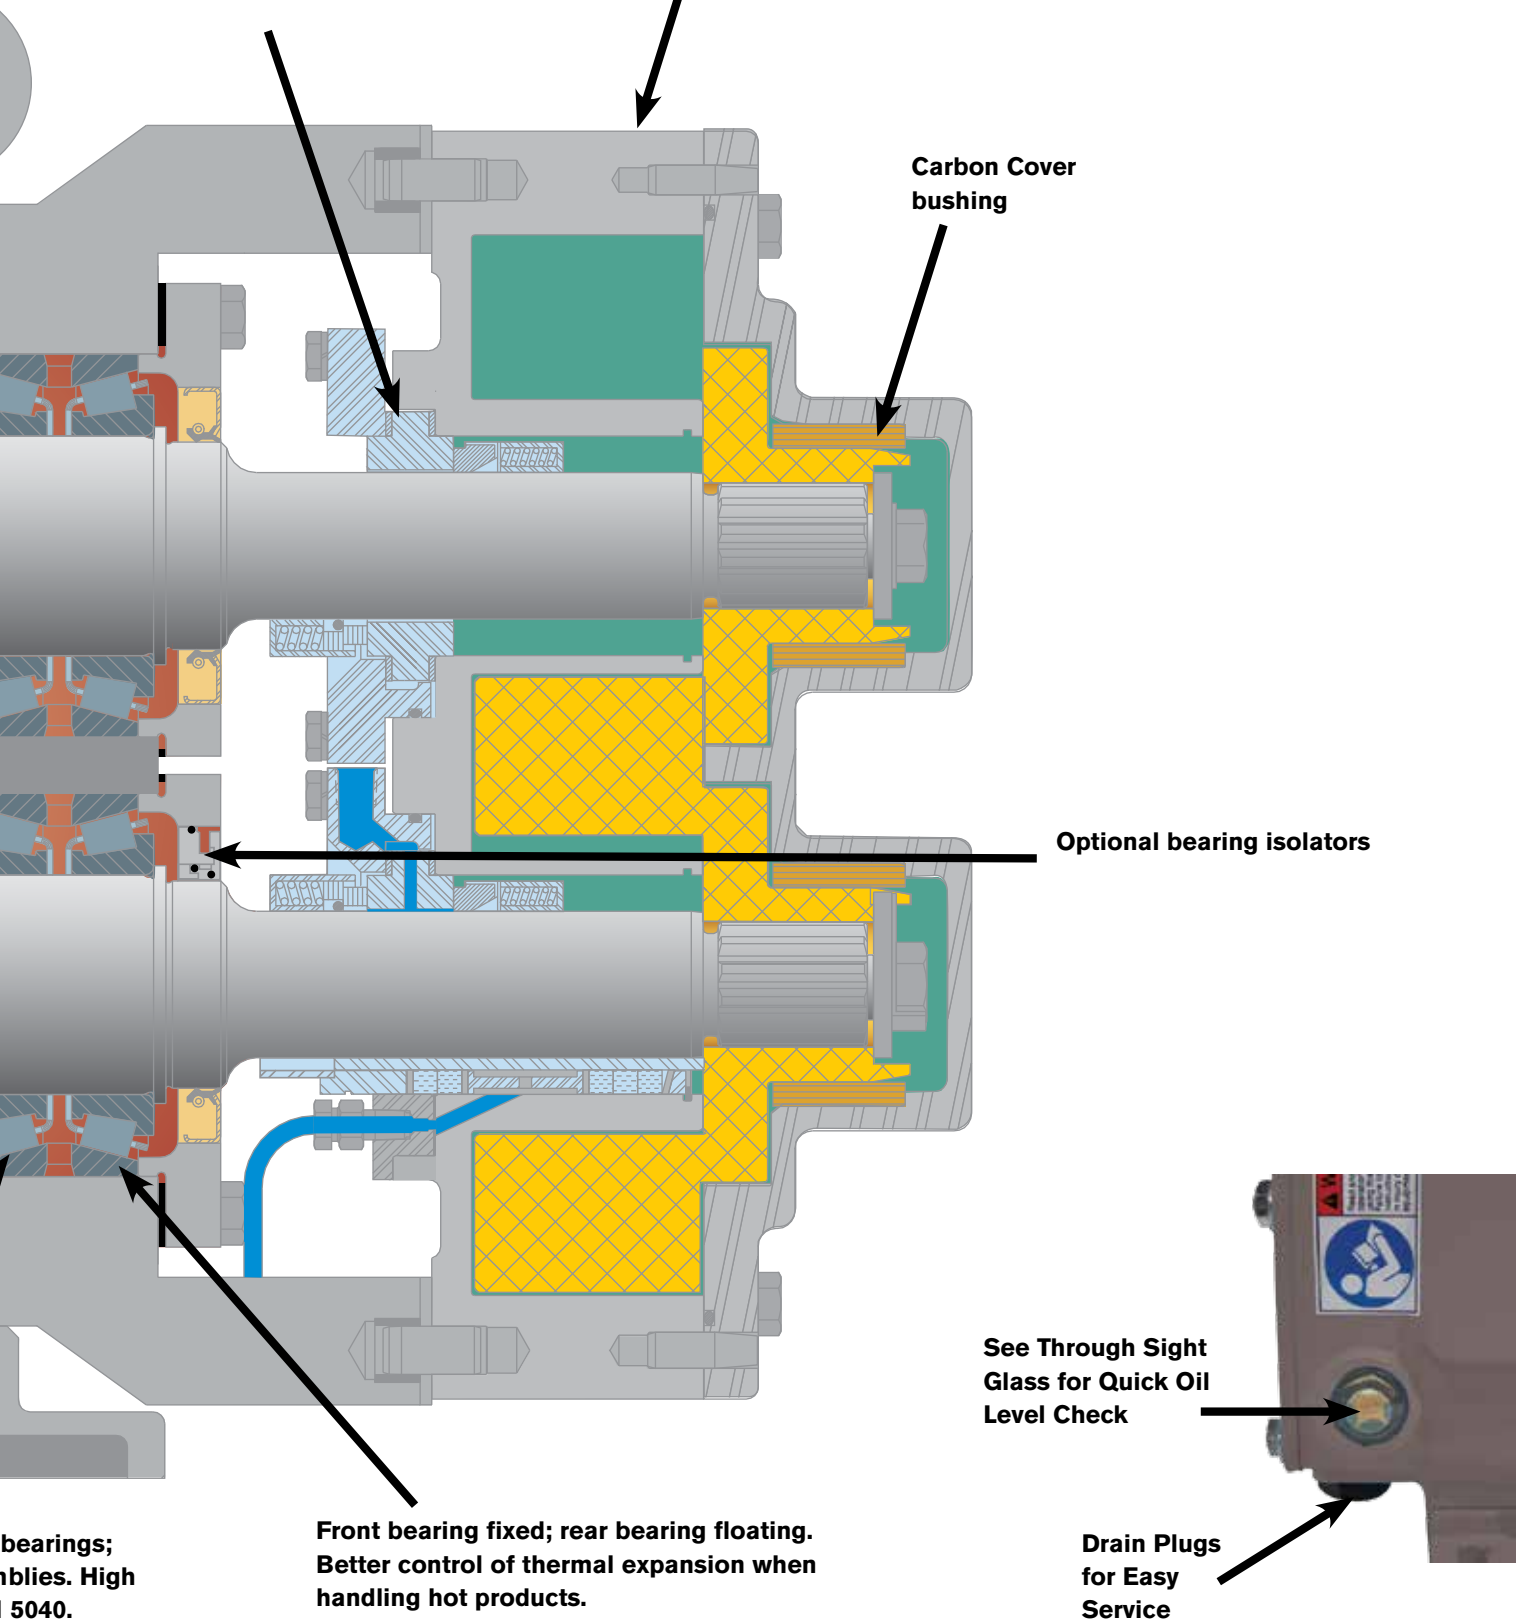 Carbon Cover
bushing
Optional bearing isolators
See Through Sight
Glass for Quick Oil
Level Check
Front bearing fixed; rear bearing floating.
Better control of thermal expansion when
handling hot products.
bearings;
High
5040.
Drain Plugs
for Easy
Service